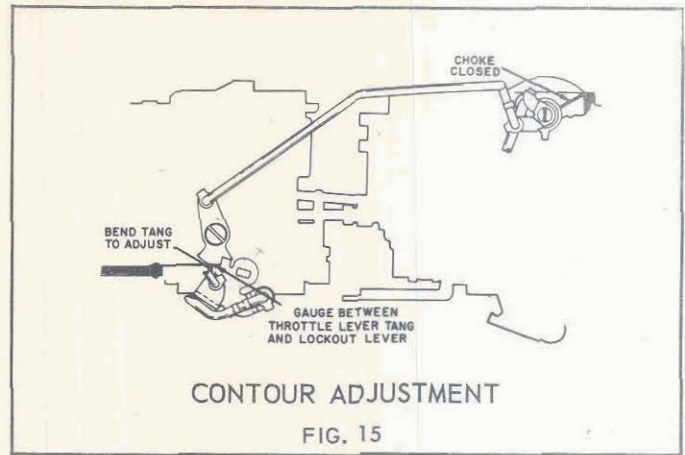 CHOKE
CLOSED
BEND TANG
TO ADJUST
GAUGE BETWEEN
THROTTLE LEVER TANG
AND LOCKOUT LEVER
CONTOUR ADJUSTMENT
FIG. 15